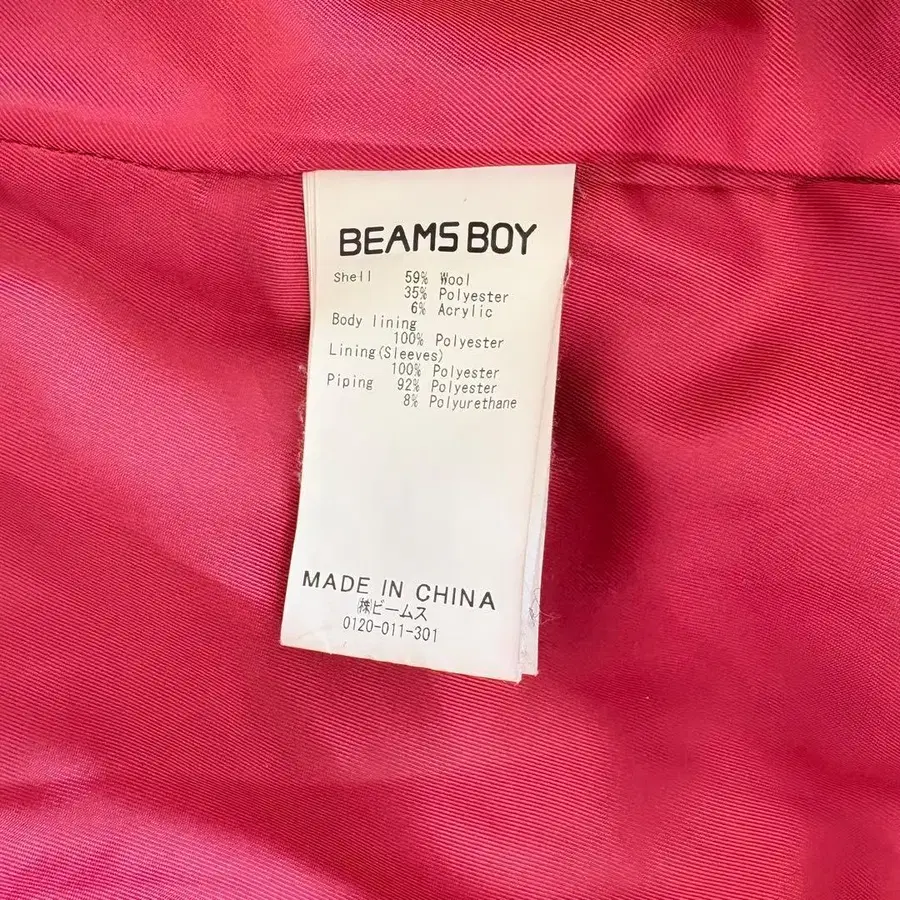 BEAMS BOY
Shell 59% Wool
35% Polyester
6% Acrylic
Body lining
100% Polyester
Lining(Sleeves)
100% Polyester
Piping 92% Polyester
8% Polyurethane
MADE IN CHINA
㈱ビームス
0120-011-301